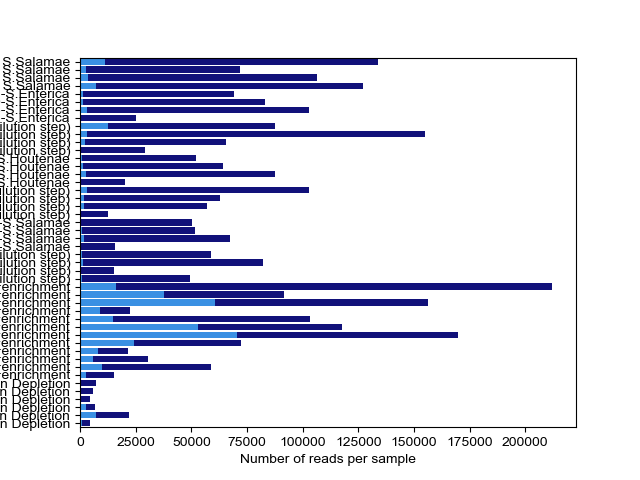 S.Salamae
S.Salamae
S.Salamae
S.Salamae
-S.Enterica
-S.Enterica
-S.Enterica
-S.Enterica
ilution step)
ilution step)
ilution step)
ilution step)
S.Houtenae
S.Houtenae
S.Houtenae
S.Houtenae
ilution step)
ilution step)
ilution step)
ilution step)
-S.Salamae
-S.Salamae
-S.Salamae
-S.Salamae
ilution step)
ilution step)
ilution step)
ilution step)
enrichment
enrichment
enrichment
enrichment
enrichment
enrichment
enrichment
enrichment
enrichment
enrichment
enrichment
enrichment
n Depletion
n Depletion
n Depletion
n Depletion
n Depletion
n Depletion
0 25000 50000 75000 100000 125000 150000 175000 200000
Number of reads per sample